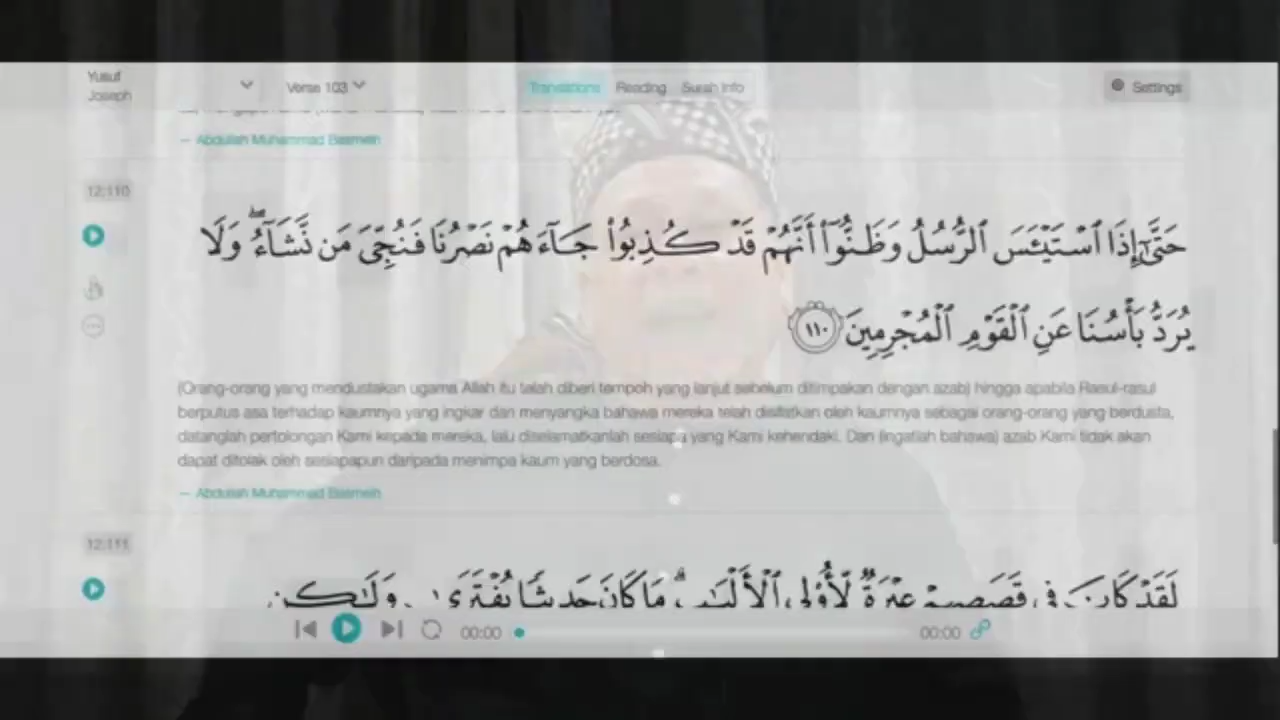 Yusuf
Joseph
Verse 103
Translations Reading Surah Info
Settings
— Abdullah Muhammad Basmeih
12:110
حَتَّىٰٓ إِذَا ٱسْتَيْـَٔسَ ٱلرُّسُلُ وَظَنُّوٓا۟ أَنَّهُمْ قَدْ كُذِبُوا۟ جَآءَهُمْ نَصْرُنَا فَنُجِّىَ مَن نَّشَآءُ ۖ وَلَا
يُرَدُّ بَأْسُنَا عَنِ ٱلْقَوْمِ ٱلْمُجْرِمِينَ ١١٠
(Orang-orang yang mendustakan ugama Allah itu telah diberi tempoh yang lanjut sebelum ditimpakan dengan azab) hingga apabila Rasul-rasul
berputus asa terhadap kaumnya yang ingkar dan menyangka bahawa mereka telah disifatkan oleh kaumnya sebagai orang-orang yang berdusta,
datanglah pertolongan Kami kepada mereka, lalu diselamatkanlah sesiapa yang Kami kehendaki. Dan (ingatlah bahawa) azab Kami tidak akan
dapat ditolak oleh sesiapapun daripada menimpa kaum yang berdosa.
— Abdullah Muhammad Basmeih
12:111
لَقَدْ كَانَ فِى قَصَصِهِمْ عِبْرَةٌ لِّأُو۟لِى ٱلْأَلْبَـٰبِ ۗ مَا كَانَ حَدِيثًا يُفْتَرَىٰ وَلَـٰكِن
00:00 00:00